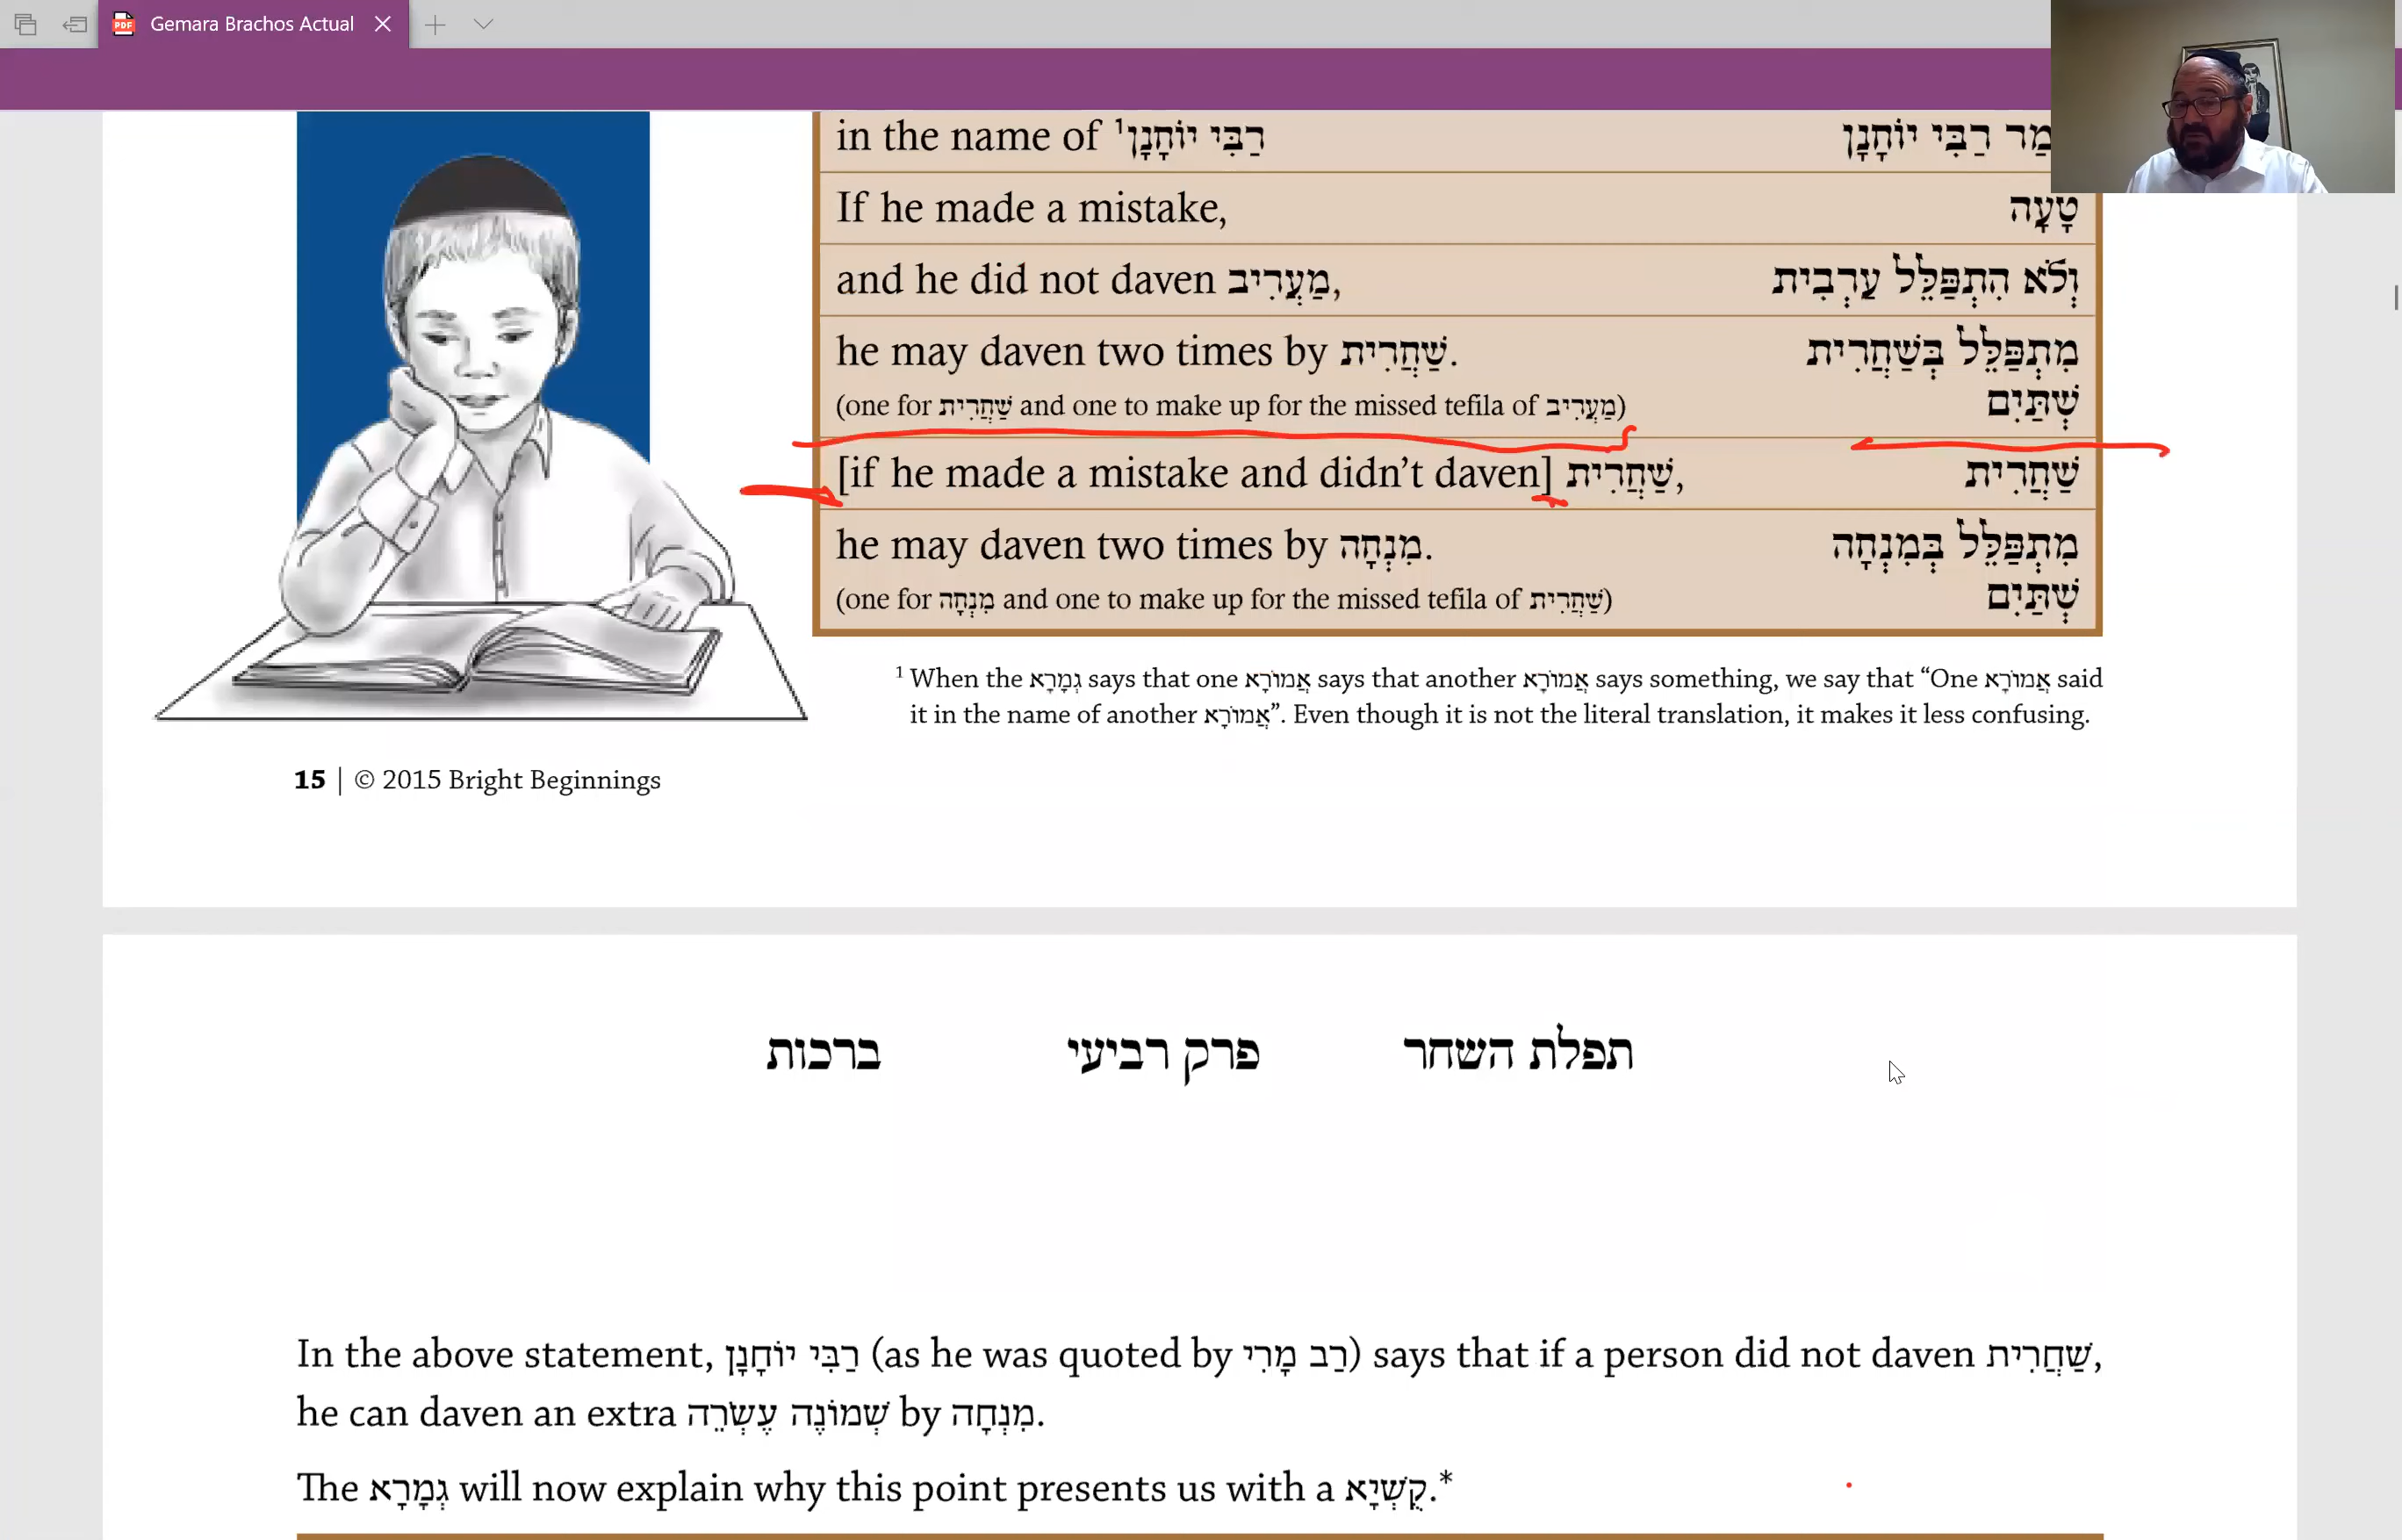 Gemara Brachos Actual
in the name of רַבִּי יוֹחָנָן¹ מַר רַבִּי יוֹחָנָן
If he made a mistake, טָעָה
and he did not daven מַעֲרִיב, וְלֹא הִתְפַּלֵּל עַרְבִית
he may daven two times by שַׁחֲרִית. מִתְפַּלֵּל בְּשַׁחֲרִית
(one for שַׁחֲרִית and one to make up for the missed tefila of מַעֲרִיב) שְׁתַּיִם
[if he made a mistake and didn’t daven] שַׁחֲרִית, שַׁחֲרִית
he may daven two times by מִנְחָה. מִתְפַּלֵּל בְּמִנְחָה
(one for מִנְחָה and one to make up for the missed tefila of שַׁחֲרִית) שְׁתַּיִם
¹ When the גְּמָרָא says that one אֲמוֹרָא says that another אֲמוֹרָא says something, we say that “One אֲמוֹרָא said
it in the name of another אֲמוֹרָא”. Even though it is not the literal translation, it makes it less confusing.
15 | © 2015 Bright Beginnings
תפלת השחר פרק רביעי ברכות
In the above statement, רַבִּי יוֹחָנָן (as he was quoted by רַב מָרִי) says that if a person did not daven שַׁחֲרִית,
he can daven an extra שְׁמוֹנֶה עֶשְׂרֵה by מִנְחָה.
The גְּמָרָא will now explain why this point presents us with a קֻשְׁיָא.*